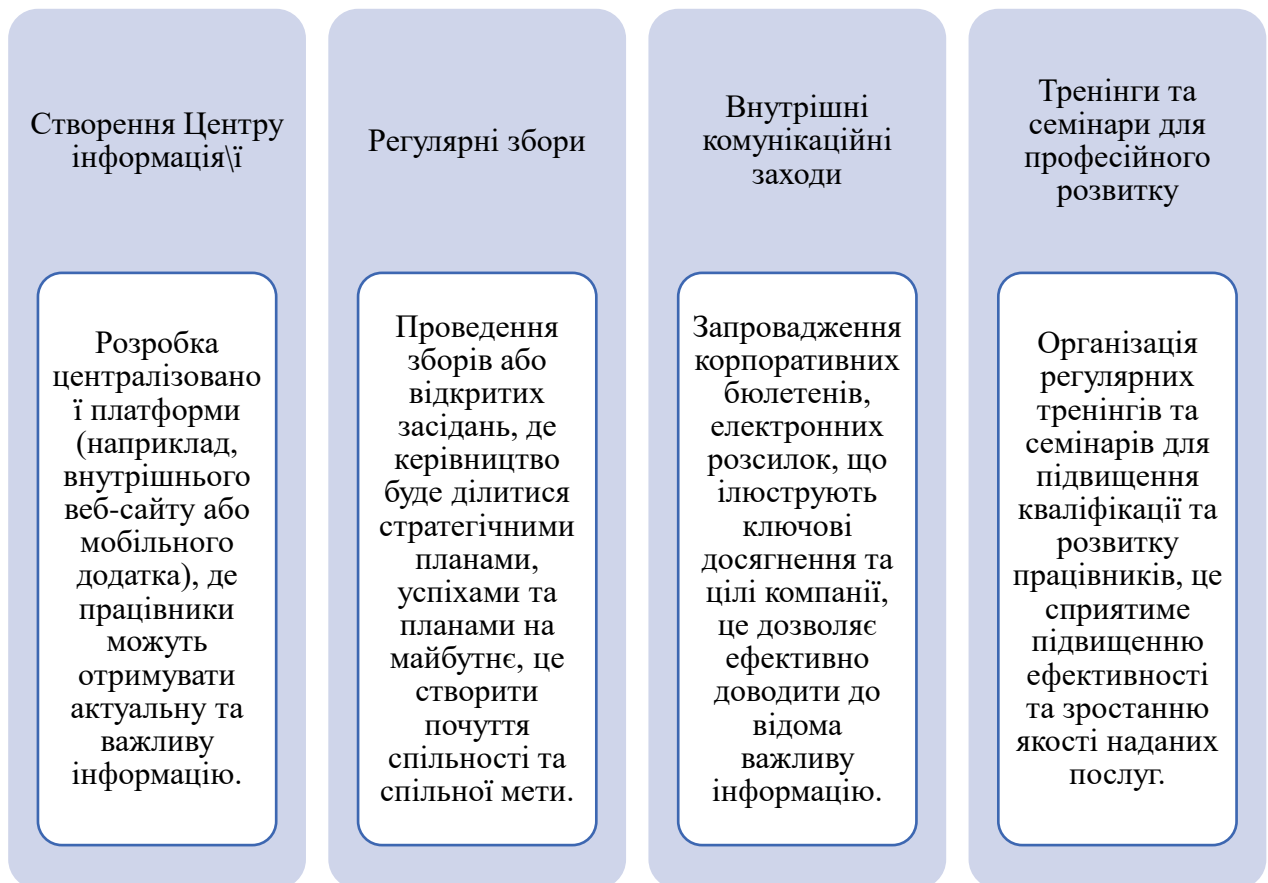 Створення Центру
інформація\ї
Розробка
централізовано
ї платформи
(наприклад,
внутрішнього
веб-сайту або
мобільного
додатка), де
працівники
можуть
отримувати
актуальну та
важливу
інформацію.
Регулярні збори
Проведення
зборів або
відкритих
засідань, де
керівництво
буде ділитися
стратегічними
планами,
успіхами та
планами на
майбутнє, це
створити
почуття
спільності та
спільної мети.
Внутрішні
комунікаційні
заходи
Запровадження
корпоративних
бюлетенів,
електронних
розсилок, що
ілюструють
ключові
досягнення та
цілі компанії,
це дозволяє
ефективно
доводити до
відома
важливу
інформацію.
Тренінги та
семінари для
професійного
розвитку
Організація
регулярних
тренінгів та
семінарів для
підвищення
кваліфікації та
розвитку
працівників, це
сприятиме
підвищенню
ефективності
та зростанню
якості наданих
послуг.